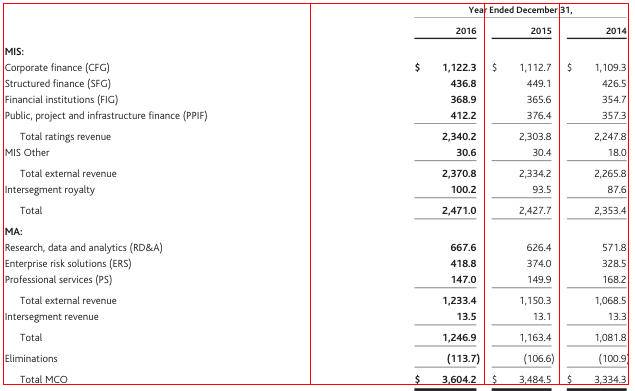 Year Ended December 31,
2016 2015 2014
MIS:
Corporate finance (CFG) $ 1,122.3 $ 1,112.7 $ 1,109.3
Structured finance (SFG) 436.8 449.1 426.5
Financial institutions (FIG) 368.9 365.6 354.7
Public, project and infrastructure finance (PPIF) 412.2 376.4 357.3
Total ratings revenue 2,340.2 2,303.8 2,247.8
MIS Other 30.6 30.4 18.0
Total external revenue 2,370.8 2,334.2 2,265.8
Intersegment royalty 100.2 93.5 87.6
Total 2,471.0 2,427.7 2,353.4
MA:
Research, data and analytics (RD&A) 667.6 626.4 571.8
Enterprise risk solutions (ERS) 418.8 374.0 328.5
Professional services (PS) 147.0 149.9 168.2
Total external revenue 1,233.4 1,150.3 1,068.5
Intersegment revenue 13.5 13.1 13.3
Total 1,246.9 1,163.4 1,081.8
Eliminations (113.7) (106.6) (100.9)
Total MCO $ 3,604.2 $ 3,484.5 $ 3,334.3